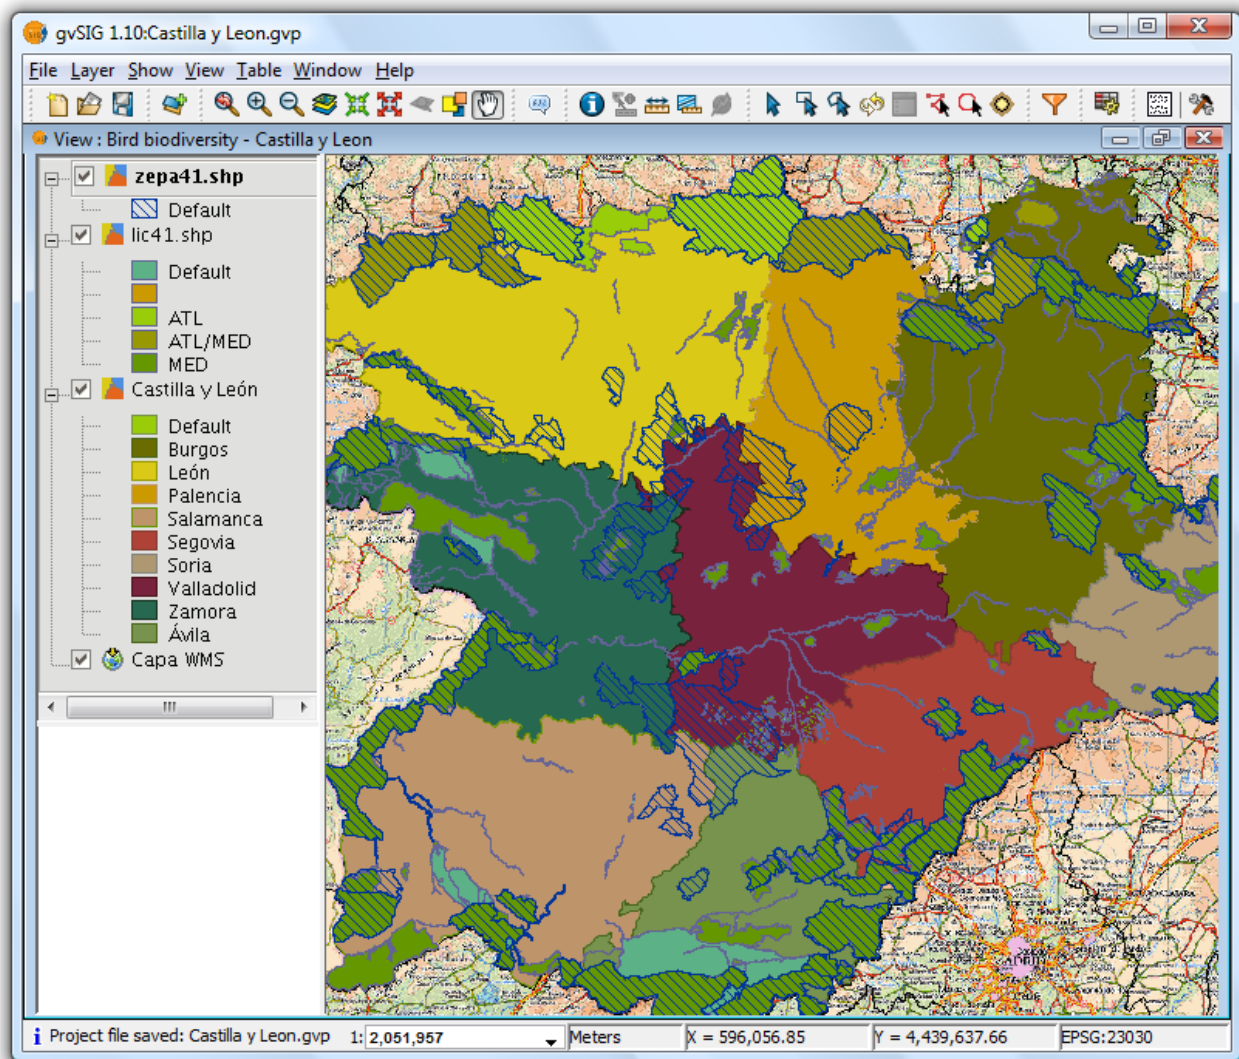 gvSIG 1.10:Castilla y Leon.gvp
File Layer Show View Table Window Help
View : Bird biodiversity - Castilla y Leon
zepa41.shp
Default
lic41.shp
Default
ATL
ATL/MED
MED
Castilla y León
Default
Burgos
León
Palencia
Salamanca
Segovia
Soria
Valladolid
Zamora
Ávila
Capa WMS
Project file saved: Castilla y Leon.gvp 1: 2,051,957 Meters X = 596,056.85 Y = 4,439,637.66 EPSG:23030